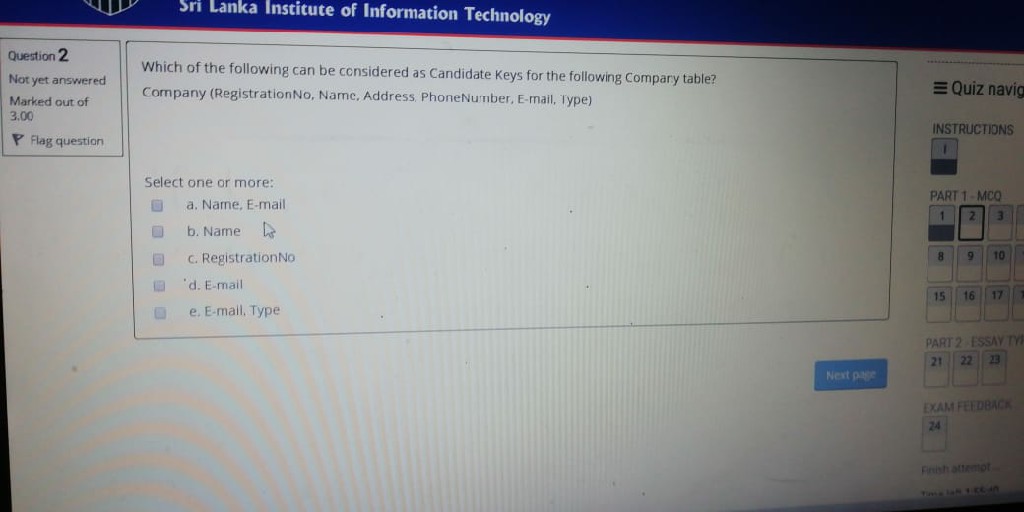 Sri Lanka Institute of Information Technology
Question 2
Not yet answered
Marked out of
3.00
Flag question
Which of the following can be considered as Candidate Keys for the following Company table?
Company (RegistrationNo, Name, Address, PhoneNumber, E-mail, Type)
Select one or more:
a. Name, E-mail
b. Name
c. RegistrationNo
d. E-mail
e. E-mail, Type
Next page
Quiz navig
INSTRUCTIONS
i
PART 1 - MCQ
1 2 3
8 9 10
15 16 17
PART 2 - ESSAY TYP
21 22 23
EXAM FEEDBACK
24
Finish attempt ...
Time left